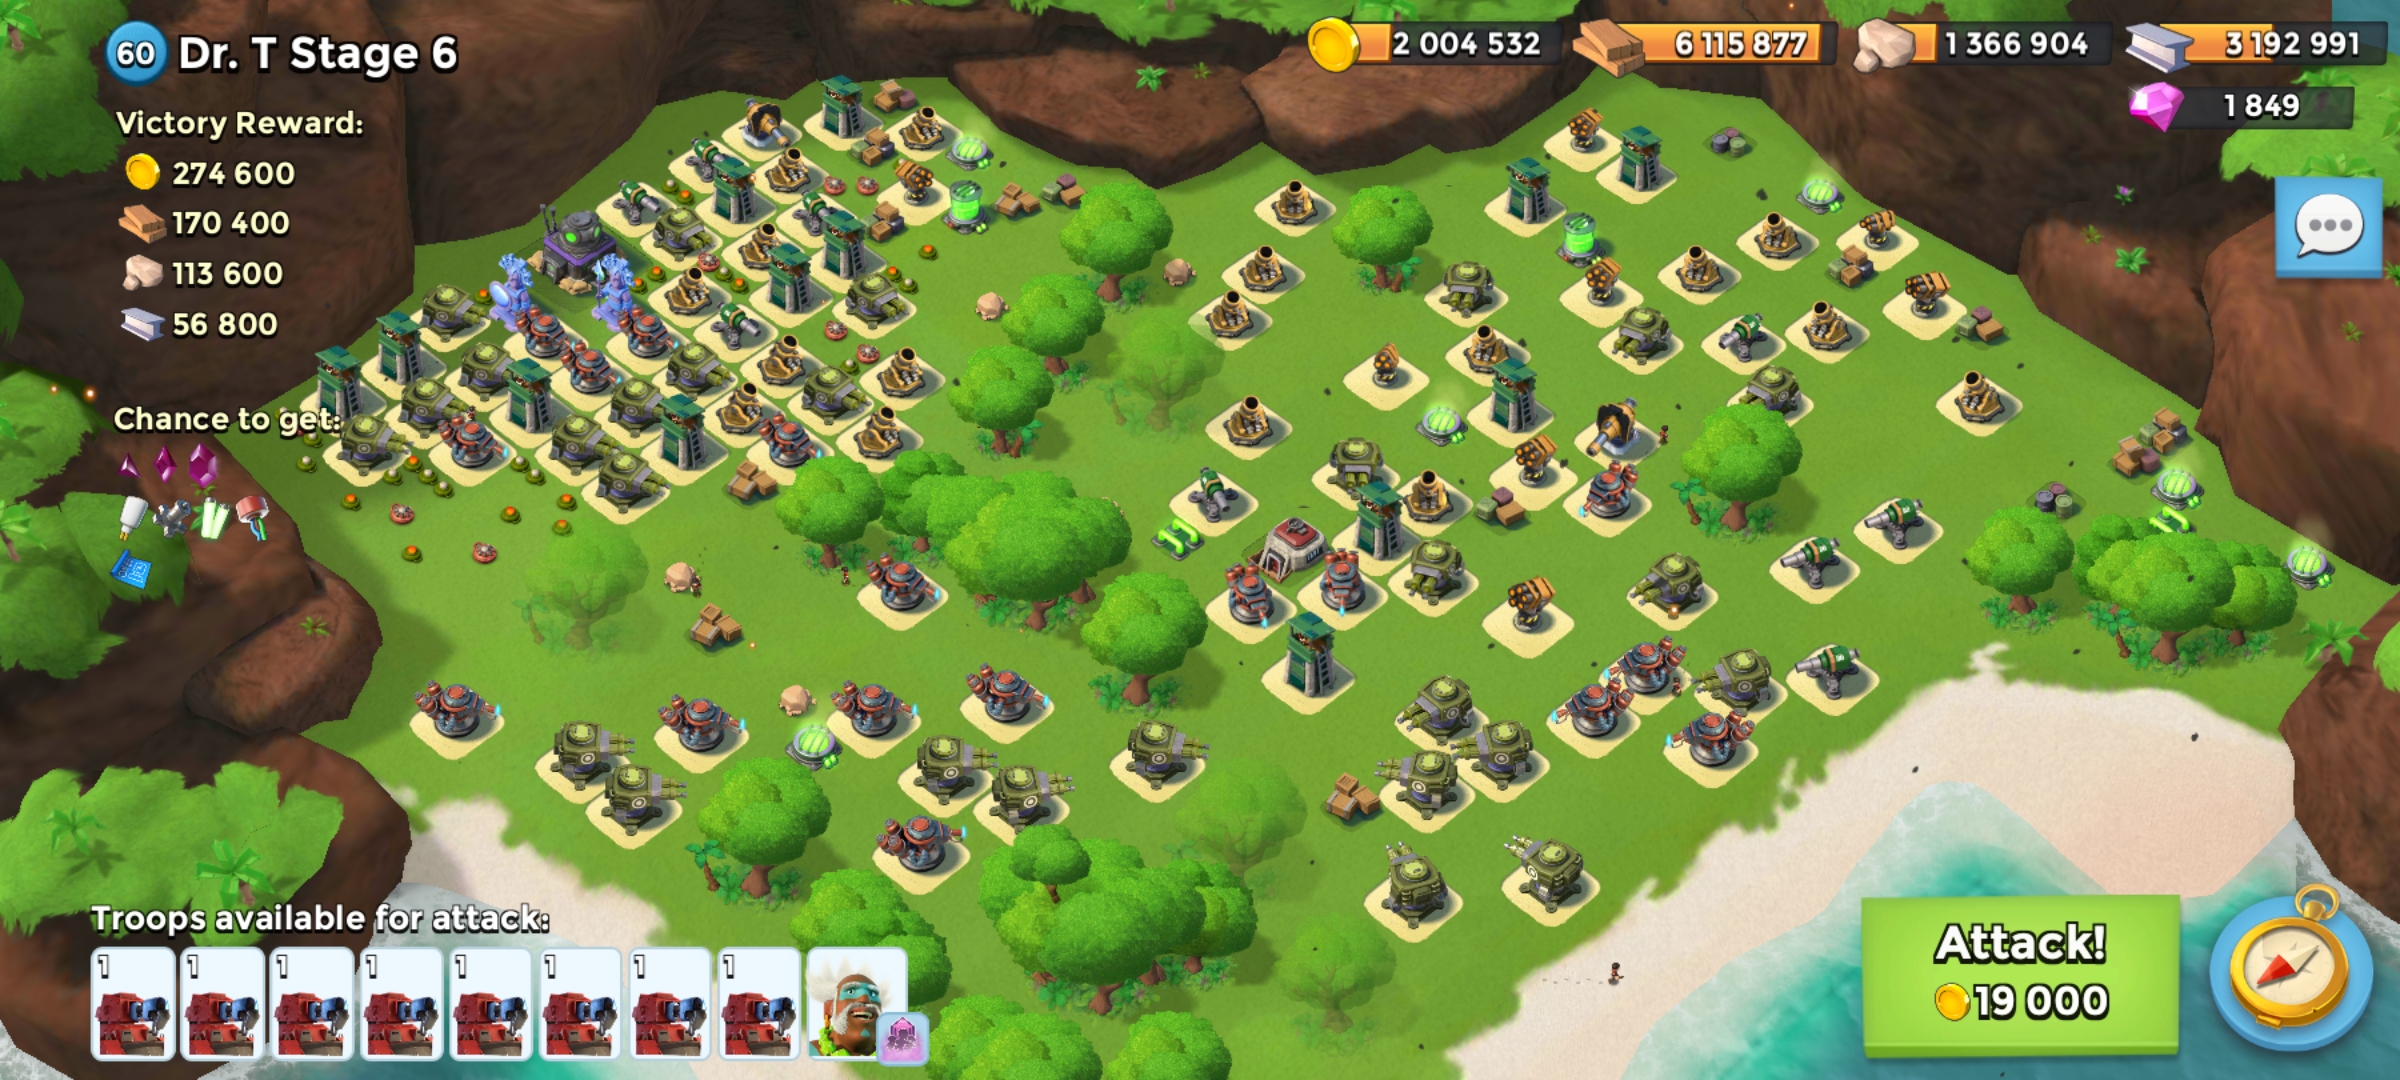 60 Dr. T Stage 6
2 004 532
6 115 877
1 366 904
3 192 991
1 849
Victory Reward:
274 600
170 400
113 600
56 800
Chance to get:
Troops available for attack:
1 1 1 1 1 1 1 1
Attack!
19 000